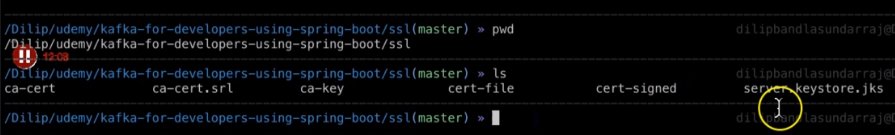 /Dilip/udemy/kafka-for-developers-using-spring-boot/ssl(master) » pwd dilipbandlasundarraj@
/Dilip/udemy/kafka-for-developers-using-spring-boot/ssl
12:03
/Dilip/udemy/kafka-for-developers-using-spring-boot/ssl(master) » ls dilipbandlasundarraj@
ca-cert ca-cert.srl ca-key cert-file cert-signed server.keystore.jks
/Dilip/udemy/kafka-for-developers-using-spring-boot/ssl(master) » dilipbandlasundarraj@